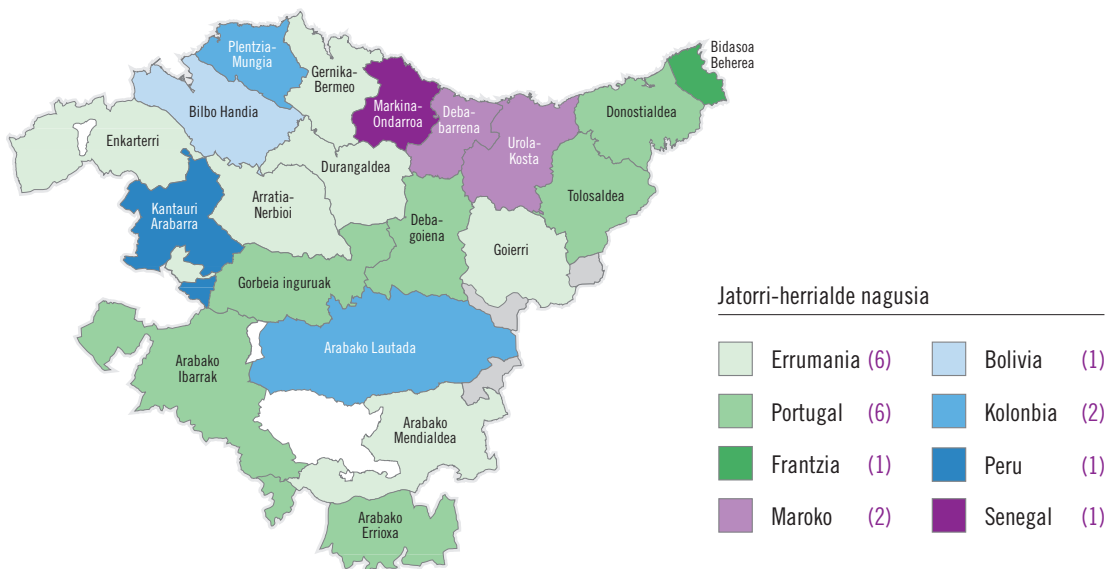 Plentzia-
Mungia
Gernika-
Bermeo
Bidasoa
Beherea
Bilbo Handia
Markina-
Ondarroa
Deba-
barrena
Donostialdea
Enkarterri
Urola-
Kosta
Durangaldea
Arratia-
Nerbioi
Tolosaldea
Kantauri
Arabarra
Deba-
goiena
Goierri
Gorbeia inguruak
Arabako Lautada
Arabako
Ibarrak
Arabako
Mendialdea
Arabako
Errioxa
Jatorri-herrialde nagusia
Errumania (6)
Portugal (6)
Frantzia (1)
Maroko (2)
Bolivia (1)
Kolonbia (2)
Peru (1)
Senegal (1)